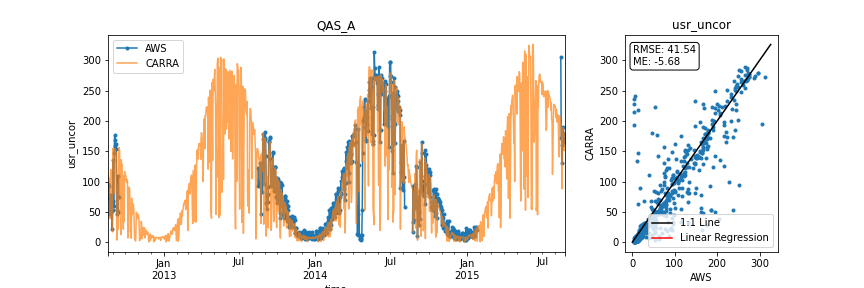 QAS_A
AWS
CARRA
usr_uncor
300
250
200
150
100
50
0
Jan
2013
Jul
Jan
2014
Jul
Jan
2015
Jul
time
usr_uncor
RMSE: 41.54
ME: -5.68
CARRA
300
250
200
150
100
50
0
1:1 Line
Linear Regression
0
100
200
300
AWS